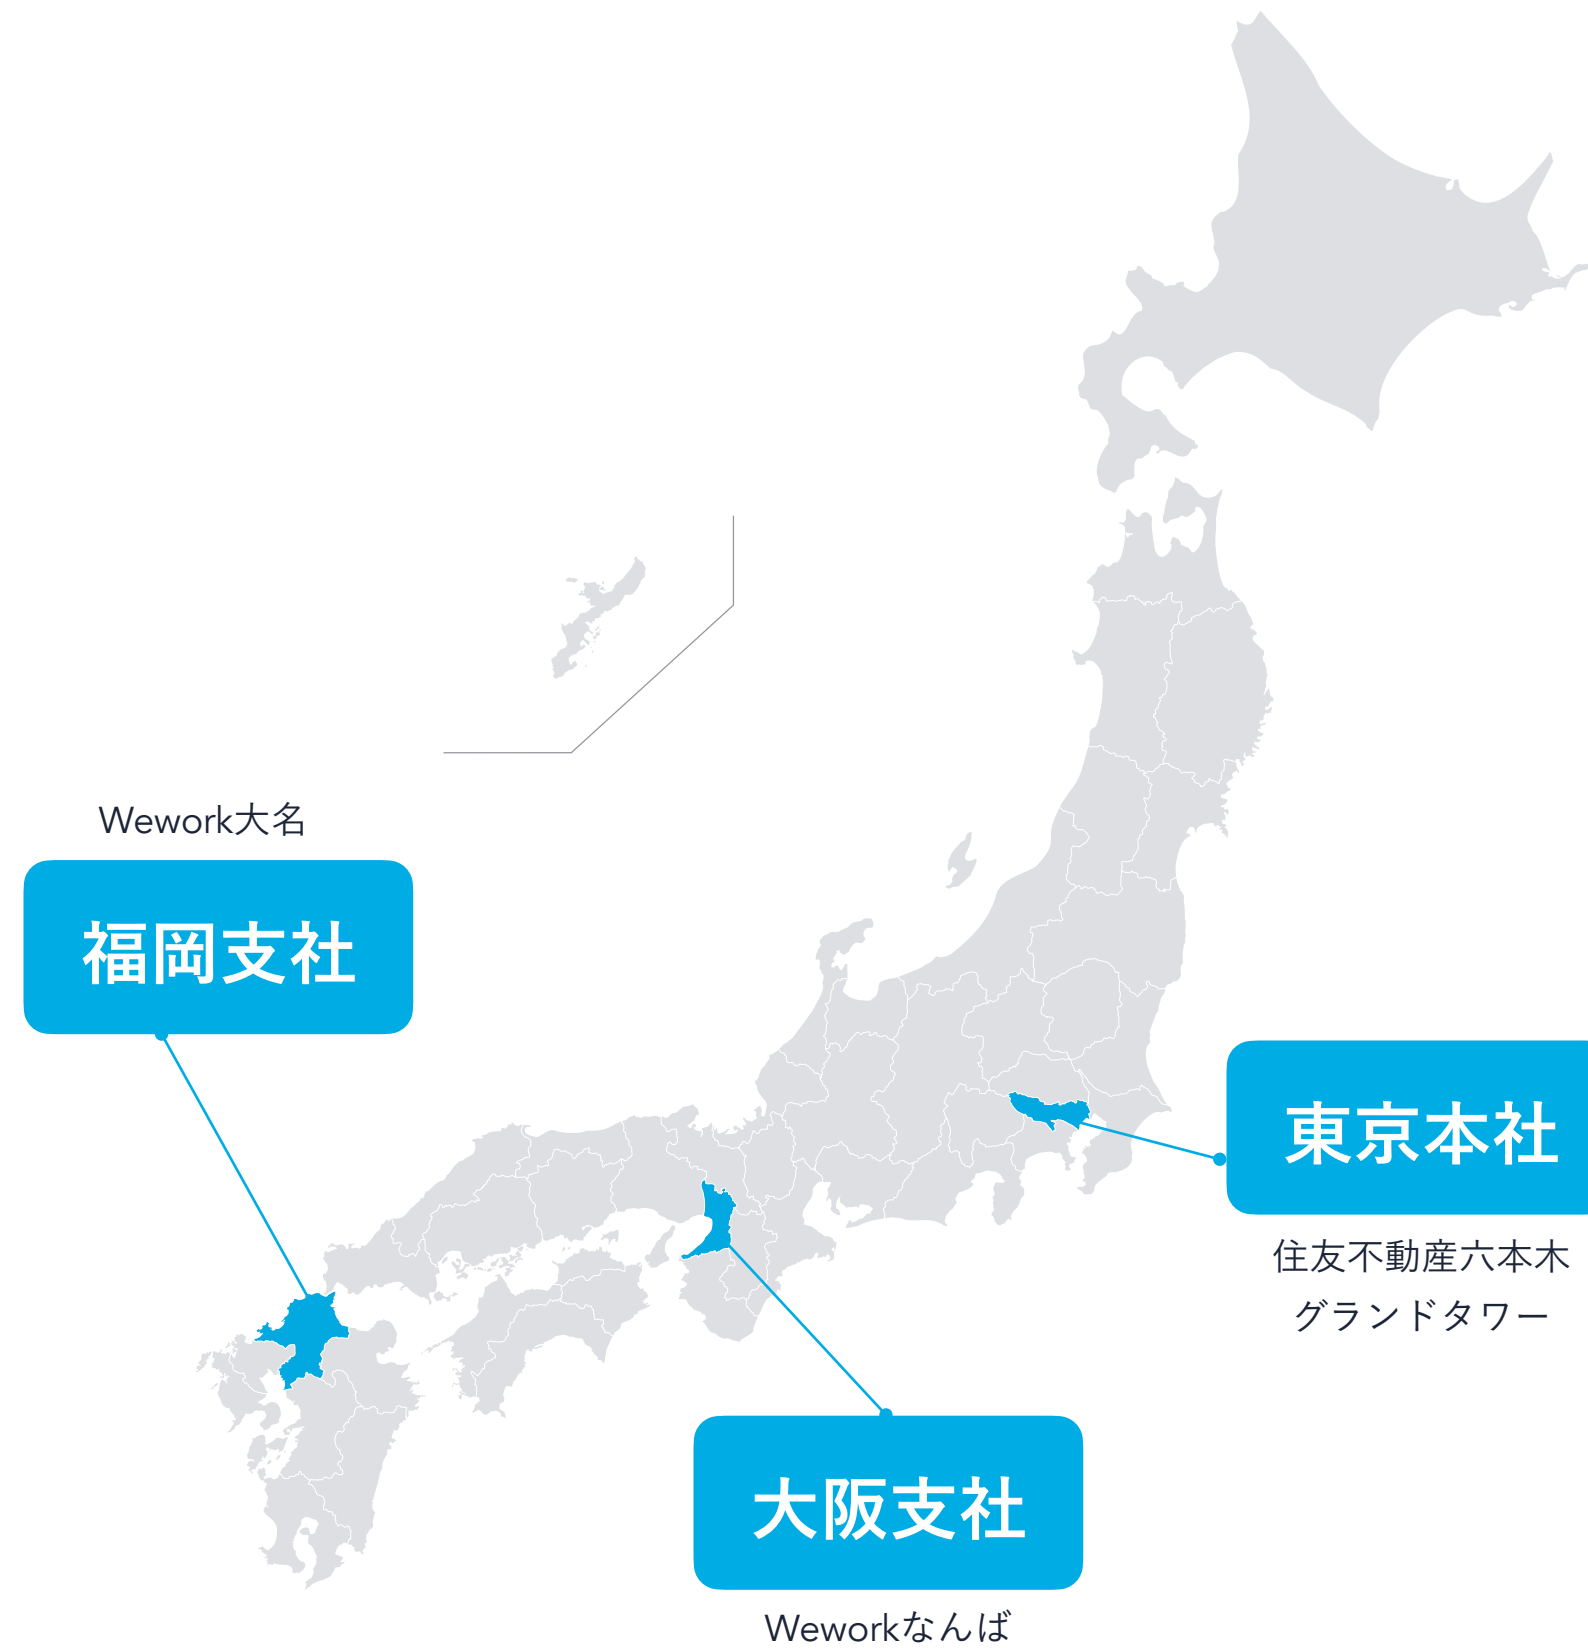 Wework大名
福岡支社
東京本社
住友不動産六本木
グランドタワー
大阪支社
Weworkなんば